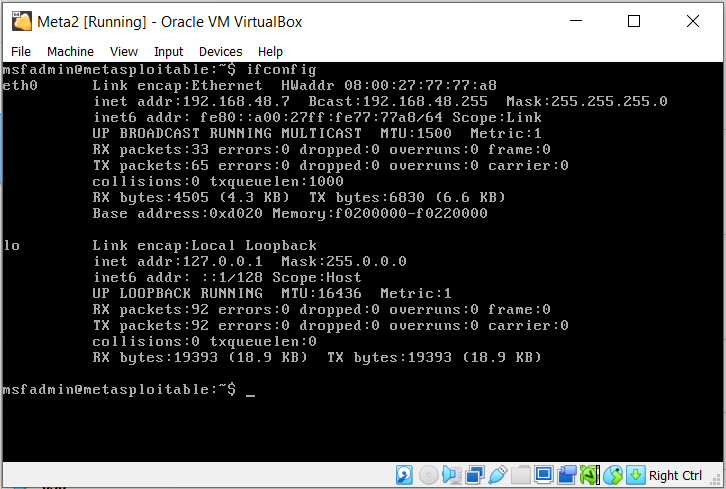 Meta2 [Running] - Oracle VM VirtualBox
File Machine View Input Devices Help
msfadmin@metasploitable:~$ ifconfig
eth0 Link encap:Ethernet HWaddr 08:00:27:77:77:a8
inet addr:192.168.48.7 Bcast:192.168.48.255 Mask:255.255.255.0
inet6 addr: fe80::a00:27ff:fe77:77a8/64 Scope:Link
UP BROADCAST RUNNING MULTICAST MTU:1500 Metric:1
RX packets:33 errors:0 dropped:0 overruns:0 frame:0
TX packets:65 errors:0 dropped:0 overruns:0 carrier:0
collisions:0 txqueuelen:1000
RX bytes:4505 (4.3 KB) TX bytes:6830 (6.6 KB)
Base address:0xd020 Memory:f0200000-f0220000
lo Link encap:Local Loopback
inet addr:127.0.0.1 Mask:255.0.0.0
inet6 addr: ::1/128 Scope:Host
UP LOOPBACK RUNNING MTU:16436 Metric:1
RX packets:92 errors:0 dropped:0 overruns:0 frame:0
TX packets:92 errors:0 dropped:0 overruns:0 carrier:0
collisions:0 txqueuelen:0
RX bytes:19393 (18.9 KB) TX bytes:19393 (18.9 KB)
msfadmin@metasploitable:~$ _
Right Ctrl